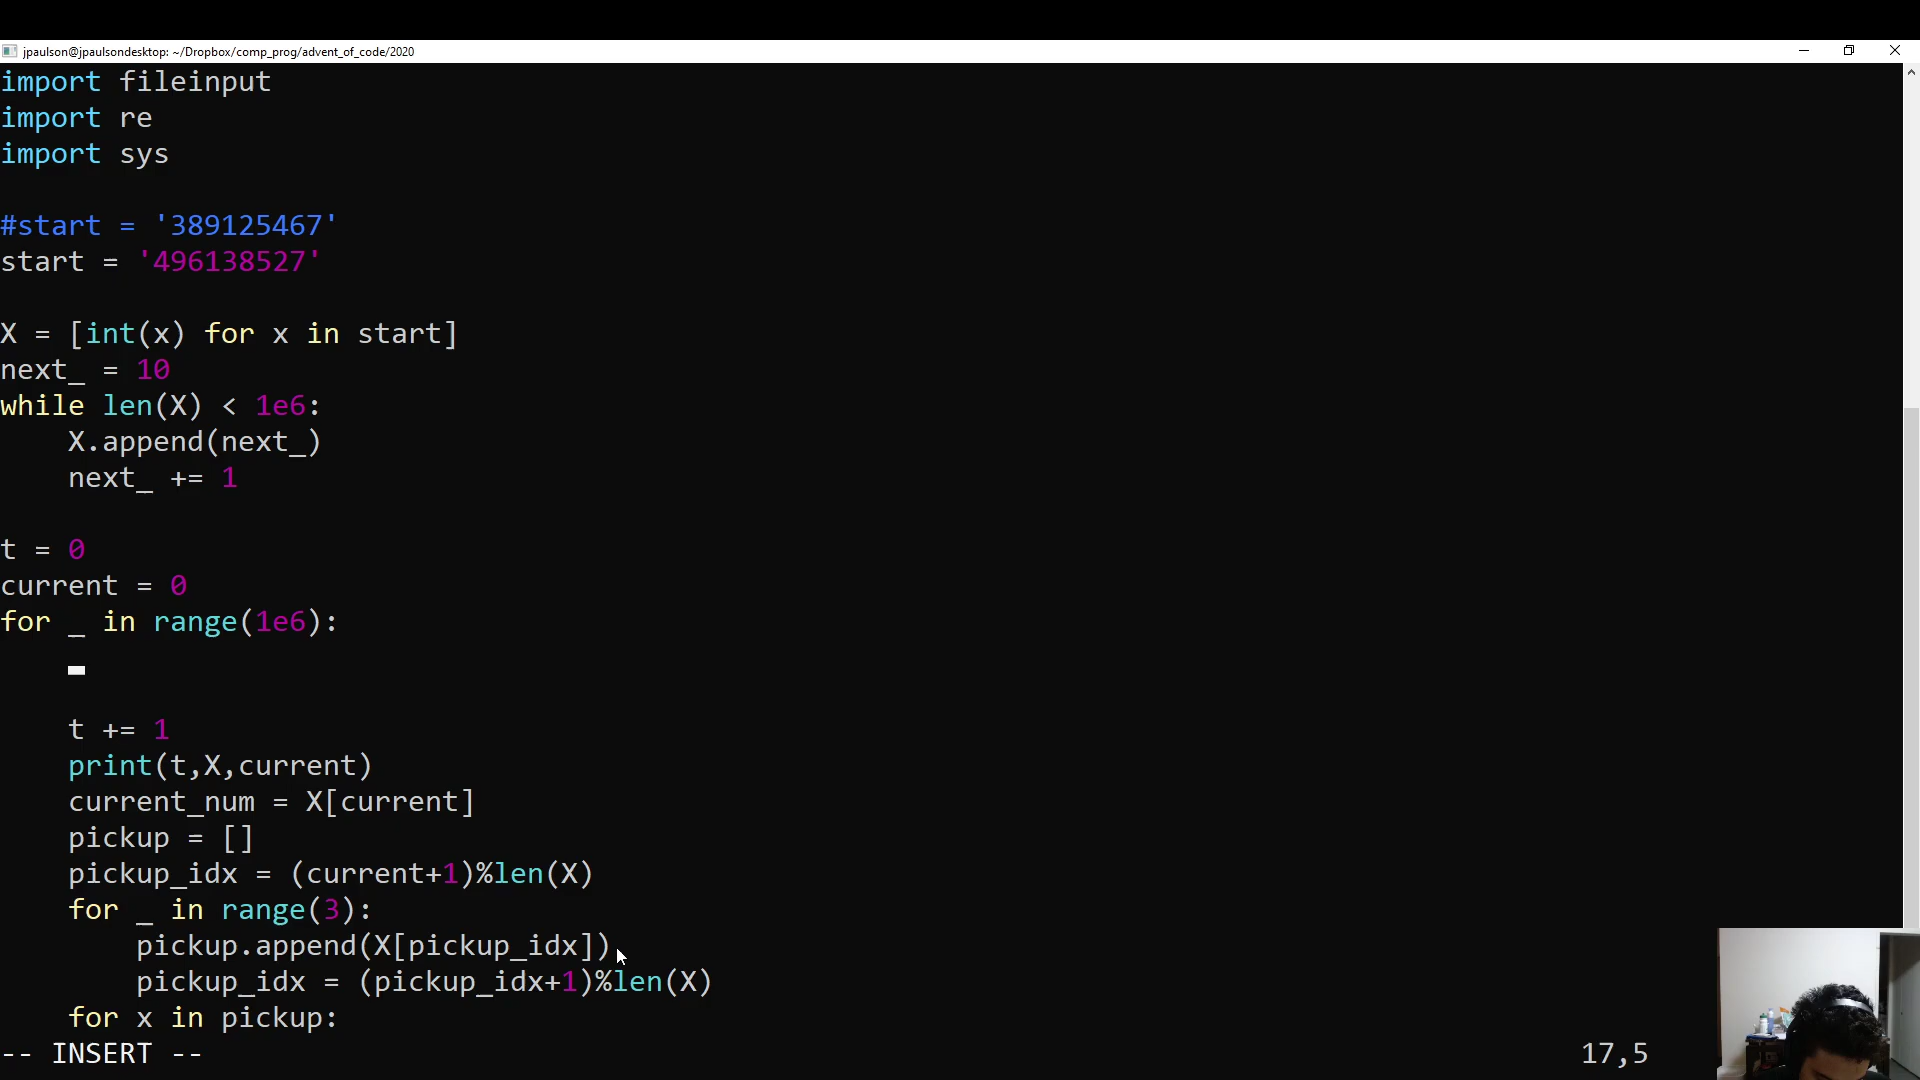 jpaulson@jpaulsondesktop: ~/Dropbox/comp_prog/advent_of_code/2020
import fileinput
import re
import sys
#start = '389125467'
start = '496138527'
X = [int(x) for x in start]
next_ = 10
while len(X) < 1e6:
    X.append(next_)
    next_ += 1
t = 0
current = 0
for _ in range(1e6):
    t += 1
    print(t,X,current)
    current_num = X[current]
    pickup = []
    pickup_idx = (current+1)%len(X)
    for _ in range(3):
        pickup.append(X[pickup_idx])
        pickup_idx = (pickup_idx+1)%len(X)
    for x in pickup:
-- INSERT --
17,5